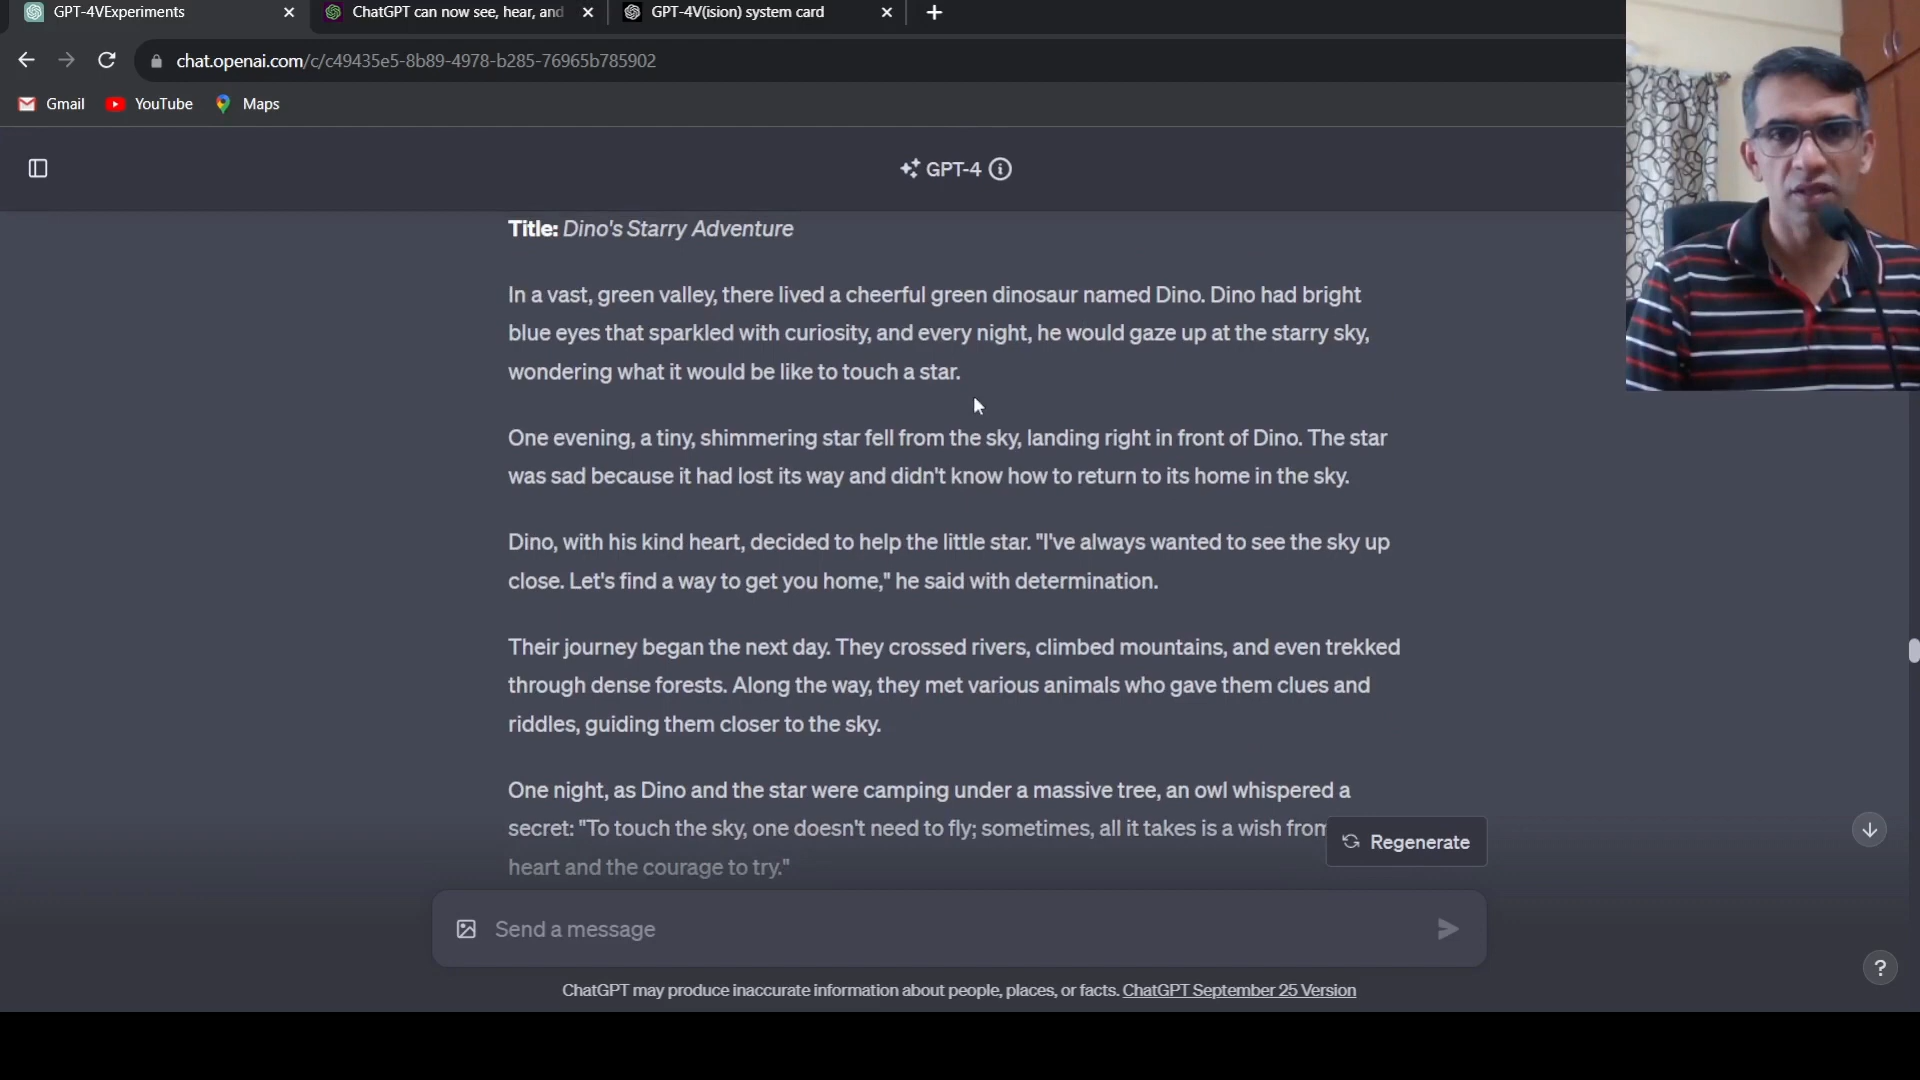 GPT-4VExperiments
ChatGPT can now see, hear, and
GPT-4V(ision) system card
chat.openai.com/c/c49435e5-8b89-4978-b285-76965b785902
Gmail
YouTube
Maps
GPT-4
Title: Dino's Starry Adventure
In a vast, green valley, there lived a cheerful green dinosaur named Dino. Dino had bright
blue eyes that sparkled with curiosity, and every night, he would gaze up at the starry sky,
wondering what it would be like to touch a star.
One evening, a tiny, shimmering star fell from the sky, landing right in front of Dino. The star
was sad because it had lost its way and didn't know how to return to its home in the sky.
Dino, with his kind heart, decided to help the little star. "I've always wanted to see the sky up
close. Let's find a way to get you home," he said with determination.
Their journey began the next day. They crossed rivers, climbed mountains, and even trekked
through dense forests. Along the way, they met various animals who gave them clues and
riddles, guiding them closer to the sky.
One night, as Dino and the star were camping under a massive tree, an owl whispered a
secret: "To touch the sky, one doesn't need to fly; sometimes, all it takes is a wish from
heart and the courage to try."
Regenerate
Send a message
?
ChatGPT may produce inaccurate information about people, places, or facts. ChatGPT September 25 Version